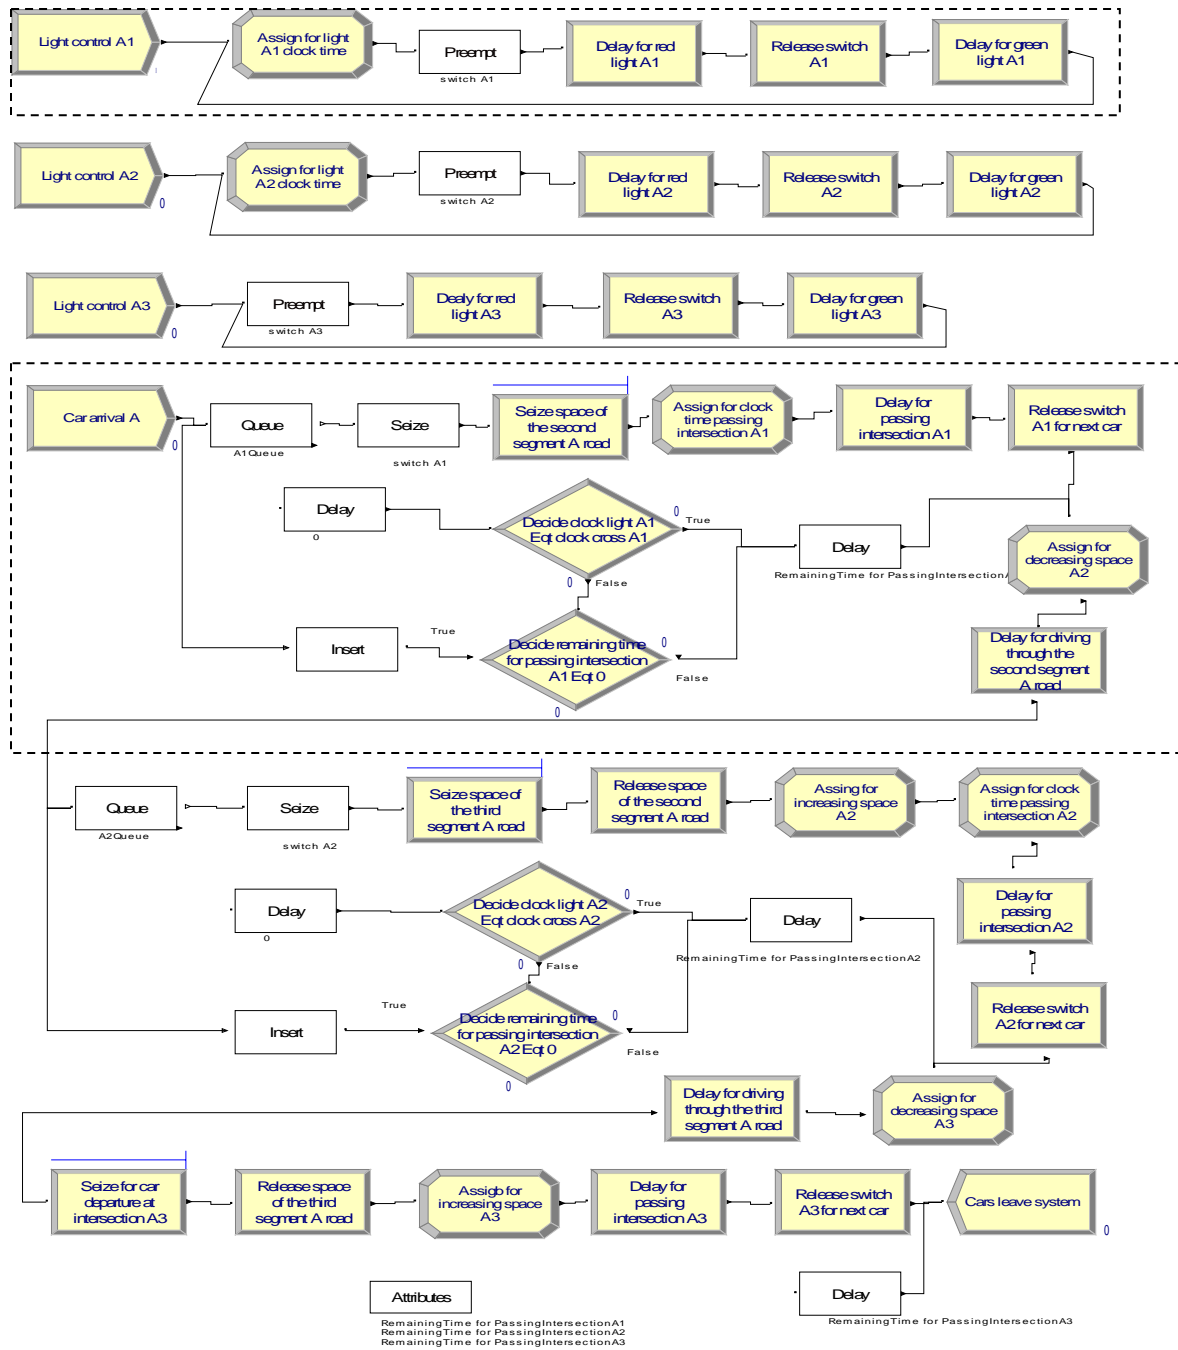 Light control A1
Assign for light
A1 clock time
Preempt
switch A1
Delay for red
light A1
Release switch
A1
Delay for green
light A1
Light control A2
0
Assign for light
A2 clock time
Preempt
switch A2
Delay for red
light A2
Release switch
A2
Delay for green
light A2
Light control A3
0
Preempt
switch A3
Dealy for red
light A3
Release switch
A3
Delay for green
light A3
Car arrival A
0
Queue
A1Queue
Seize
switch A1
Seize space of
the second
segment A road
Assign for clock
time passing
intersection A1
Delay for
passing
intersection A1
Release switch
A1 for next car
Delay
0
Decide clock light A1
Eqt clock cross A1
0
True
0
False
Delay
RemainingTime for PassingIntersectionA
Assign for
decreasing space
A2
Insert
True
Decide remaining time
for passing intersection
A1 Eqt 0
0
False
0
Delay for driving
through the
second segment
A road
Queue
A2Queue
Seize
switch A2
Seize space of
the third
segment A road
Release space
of the second
segment A road
Assing for
increasing space
A2
Assign for clock
time passing
intersection A2
Delay
0
Decide clock light A2
Eqt clock cross A2
0
True
0
False
Delay
RemainingTime for PassingIntersectionA2
Delay for
passing
intersection A2
Insert
True
Decide remaining time
for passing intersection
A2 Eqt 0
0
False
0
Release switch
A2 for next car
Delay for driving
through the third
segment A road
Assign for
decreasing space
A3
Seize for car
departure at
intersection A3
Release space
of the third
segment A road
Assigb for
increasing space
A3
Delay for
passing
intersection A3
Release switch
A3 for next car
Cars leave system
0
Attributes
RemainingTime for PassingIntersectionA1
RemainingTime for PassingIntersectionA2
RemainingTime for PassingIntersectionA3
Delay
RemainingTime for PassingIntersectionA3